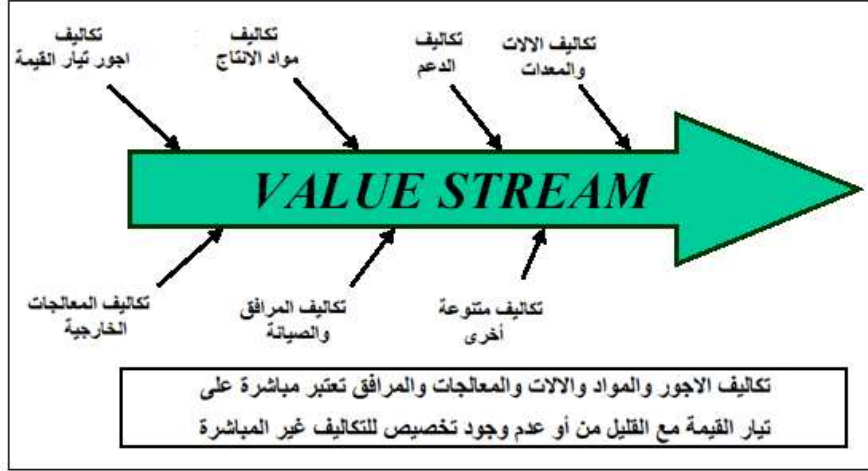 تكاليف
اجور تيار القيمة
تكاليف
مواد الانتاج
تكاليف
الدعم
تكاليف الالات
والمعدات
VALUE STREAM
تكاليف المعالجات
الخارجية
تكاليف المرافق
والصيانة
تكاليف متنوعة
أخرى
تكاليف الاجور والمواد والالات والمعالجات والمرافق تعتبر مباشرة على
تيار القيمة مع القليل من أو عدم وجود تخصيص للتكاليف غير المباشرة